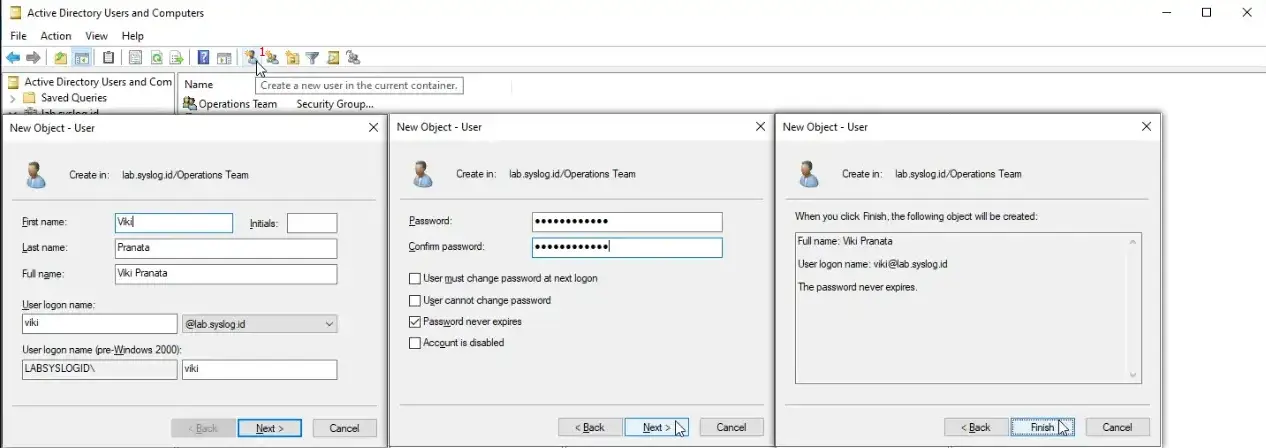 Active Directory Users and Computers
File Action View Help
1
Active Directory Users and Com
Name
Create a new user in the current container.
Saved Queries
Operations Team Security Group...
lab.syslog.id
New Object - User
Create in: lab.syslog.id/Operations Team
First name: Viki Initials:
Last name: Pranata
Full name: Viki Pranata
User logon name:
viki @lab.syslog.id
User logon name (pre-Windows 2000):
LABSYSLOGID\ viki
< Back Next > Cancel
New Object - User
Create in: lab.syslog.id/Operations Team
Password: ●●●●●●●●●●●●
Confirm password: ●●●●●●●●●●●●
User must change password at next logon
User cannot change password
Password never expires
Account is disabled
< Back Next > Cancel
New Object - User
Create in: lab.syslog.id/Operations Team
When you click Finish, the following object will be created:
Full name: Viki Pranata
User logon name: viki@lab.syslog.id
The password never expires.
< Back Finish Cancel